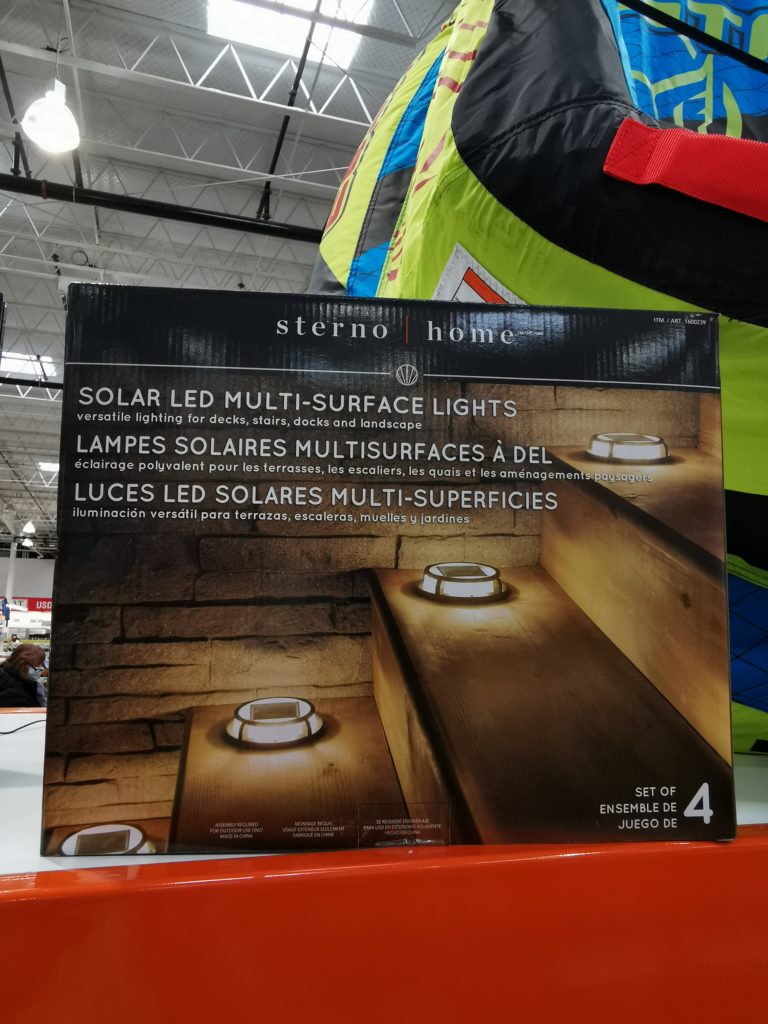 sterno | home
ITM. / ART. 1600239
SOLAR LED MULTI-SURFACE LIGHTS
versatile lighting for decks, stairs, docks and landscape
LAMPES SOLAIRES MULTISURFACES À DEL
éclairage polyvalent pour les terrasses, les escaliers, les quais et les aménagements paysagers
LUCES LED SOLARES MULTI-SUPERFICIES
iluminación versátil para terrazas, escaleras, muelles y jardines
USD
SET OF
ENSEMBLE DE
JUEGO DE
4
ASSEMBLY REQUIRED
FOR OUTDOOR USE ONLY
MADE IN CHINA
MONTAGE REQUIS
USAGE EXTÉRIEUR SEULEMENT
FABRIQUÉ EN CHINE
SE REQUIERE ENSAMBLAJE
PARA USO EN EXTERIORES SOLAMENTE
HECHO EN CHINA